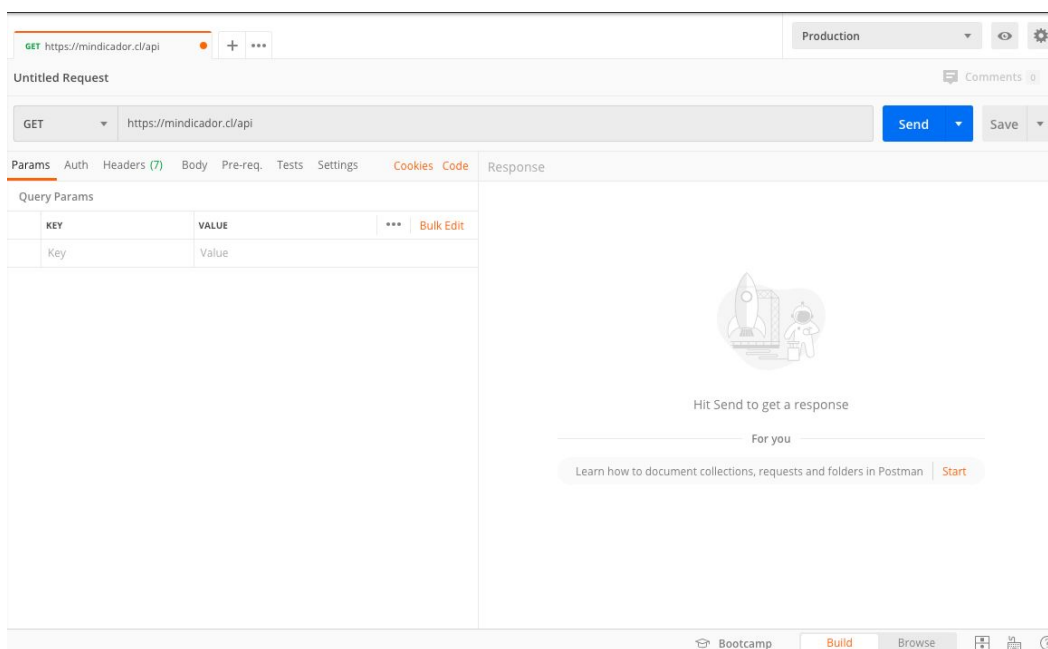 GET https://mindicador.cl/api
Production
Untitled Request
Comments 0
GET https://mindicador.cl/api Send Save
Params Auth Headers (7) Body Pre-req. Tests Settings Cookies Code
Response
Query Params
KEY VALUE Bulk Edit
Key Value
Hit Send to get a response
For you
Learn how to document collections, requests and folders in Postman Start
Bootcamp Build Browse